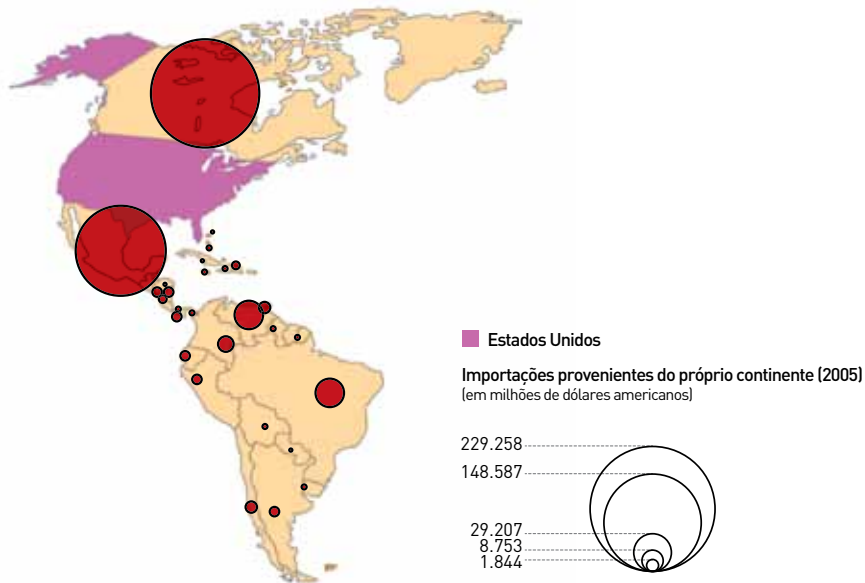 Estados Unidos
Importações provenientes do próprio continente (2005)
(em milhões de dólares americanos)
229.258
148.587
29.207
8.753
1.844